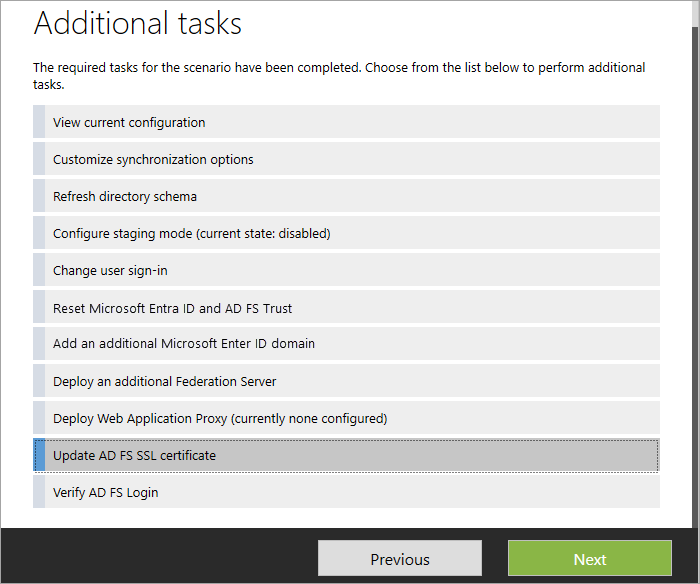 Additional tasks
The required tasks for the scenario have been completed. Choose from the list below to perform additional
tasks.
View current configuration
Customize synchronization options
Refresh directory schema
Configure staging mode (current state: disabled)
Change user sign-in
Reset Microsoft Entra ID and AD FS Trust
Add an additional Microsoft Enter ID domain
Deploy an additional Federation Server
Deploy Web Application Proxy (currently none configured)
Update AD FS SSL certificate
Verify AD FS Login
Previous
Next